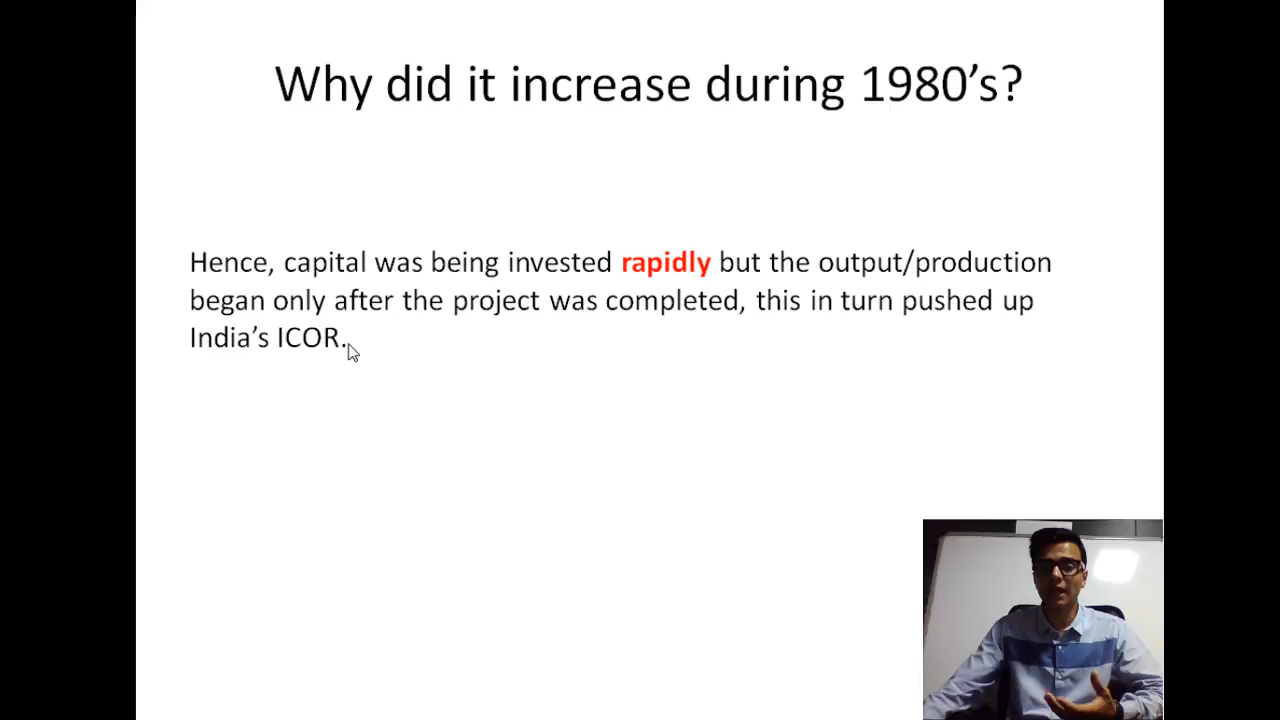 Why did it increase during 1980’s?
Hence, capital was being invested rapidly but the output/production
began only after the project was completed, this in turn pushed up
India’s ICOR.